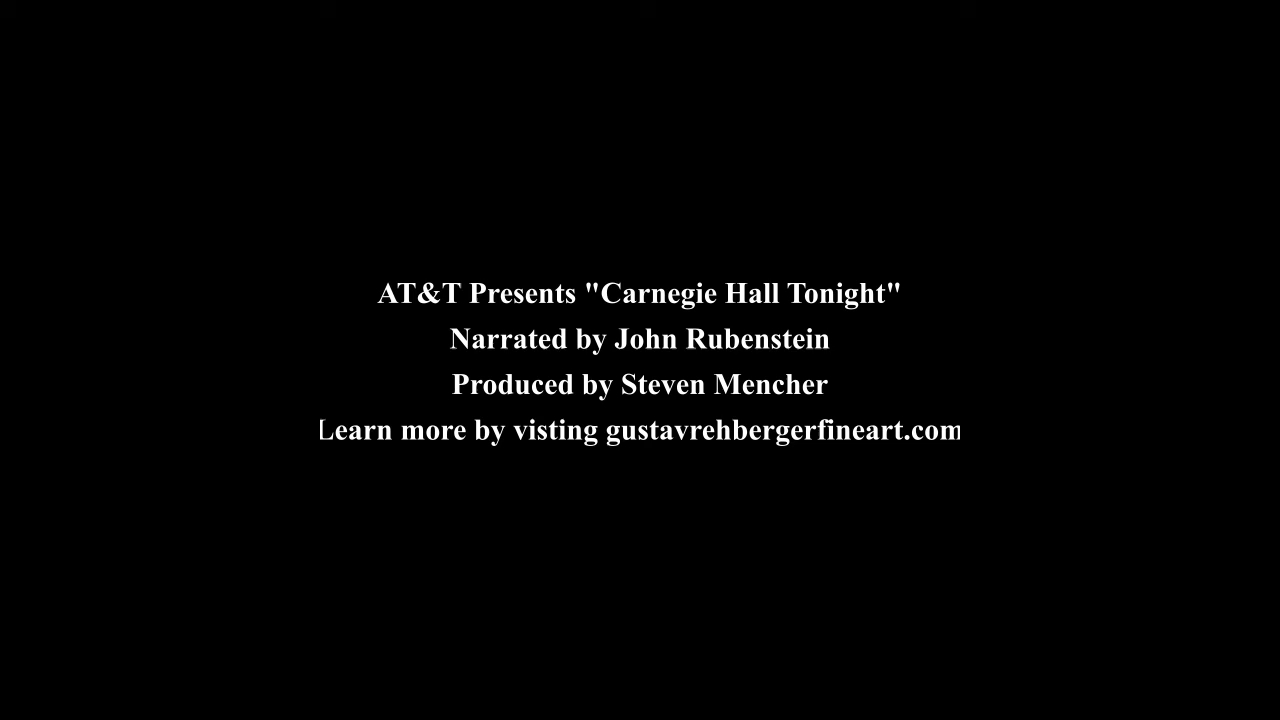 AT&T Presents "Carnegie Hall Tonight"
Narrated by John Rubenstein
Produced by Steven Mencher
Learn more by visting gustavrehbergerfineart.com